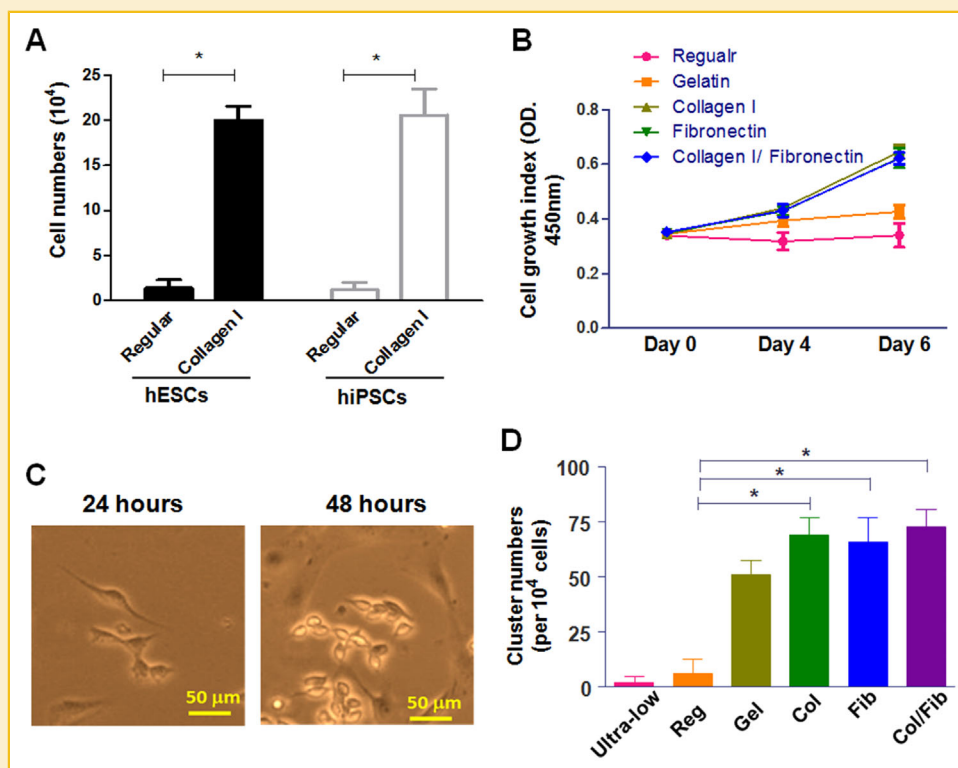 A
Cell numbers (10⁴)
25
20
15
10
5
0
*
*
Regular
Collagen I
Regular
Collagen I
hESCs
hiPSCs
B
Regualr
Gelatin
Collagen I
Fibronectin
Collagen I/ Fibronectin
Cell growth index (OD.
450nm)
0.8
0.6
0.4
0.2
0.0
Day 0
Day 4
Day 6
C
24 hours
48 hours
50 μm
50 μm
D
Cluster numbers
(per 10⁴ cells)
100
75
50
25
0
*
*
*
Ultra-low
Reg
Gel
Col
Fib
Col/Fib